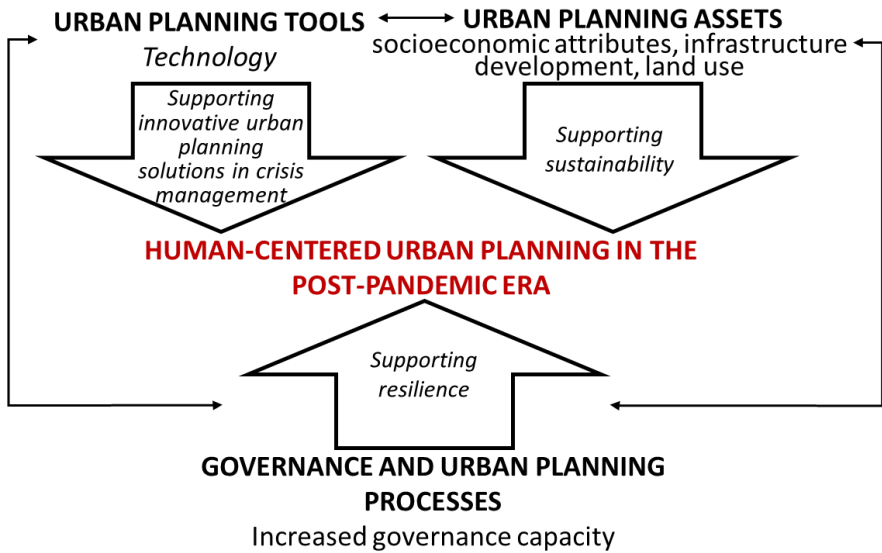 URBAN PLANNING TOOLS
Technology
URBAN PLANNING ASSETS
socioeconomic attributes, infrastructure
development, land use
Supporting
innovative urban
planning
solutions in crisis
management
Supporting
sustainability
HUMAN-CENTERED URBAN PLANNING IN THE
POST-PANDEMIC ERA
Supporting
resilience
GOVERNANCE AND URBAN PLANNING
PROCESSES
Increased governance capacity